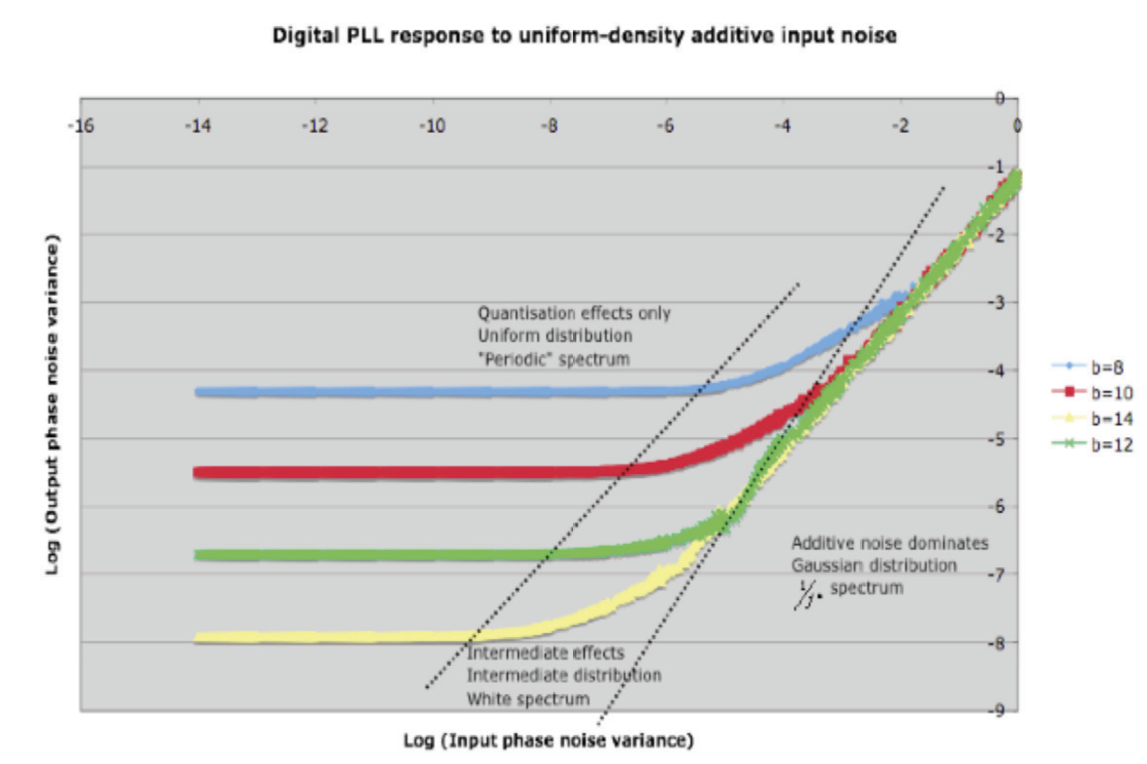 Digital PLL response to uniform-density additive input noise
0
-16 -14 -12 -10 -8 -6 -4 -2 0
-1
-2
-3
Quantisation effects only
Uniform distribution
"Periodic" spectrum
-4
b=8
b=10
b=14
b=12
-5
-6
Additive noise dominates
Gaussian distribution
spectrum
-7
-8
Intermediate effects
Intermediate distribution
White spectrum
-9
Log (Output phase noise variance)
Log (Input phase noise variance)